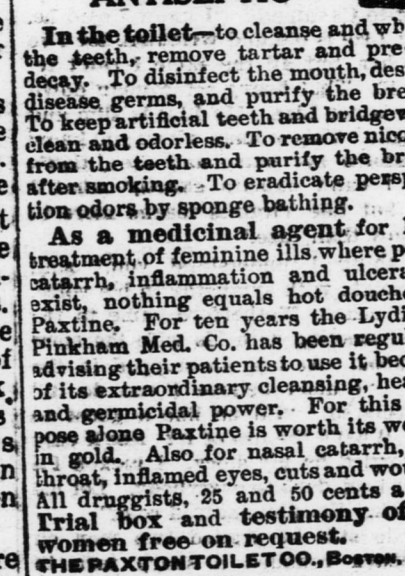 ANTISEPTIC
In the toilet—to cleanse and wh
the teeth, remove tartar and pre
decay. To disinfect the mouth, des
disease germs, and purify the bre
To keep artificial teeth and bridgew
clean and odorless. To remove nico
from the teeth and purify the br
after smoking. To eradicate persp
tion odors by sponge bathing.
As a medicinal agent for
treatment of feminine ills where p
catarrh, inflammation and ulcera
exist, nothing equals hot douche
Paxtine. For ten years the Lydi
Pinkham Med. Co. has been regu
advising their patients to use it bec
of its extraordinary cleansing, hea
and germicidal power. For this
pose alone Paxtine is worth its we
in gold. Also for nasal catarrh,
throat, inflamed eyes, cuts and wou
All druggists, 25 and 50 cents a
Trial box and testimony of
women free on request.
THE PAXTON TOILET CO., BOSTON.